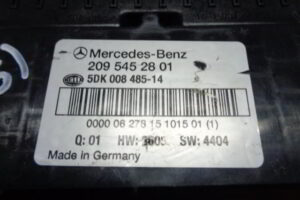 Mercedes-Benz
209 545 28 01
HELLA 5DK 008 485-14
0000 06 278 15 1015 01 (1)
Q: 01 HW: SW: 4404
Made in Germany